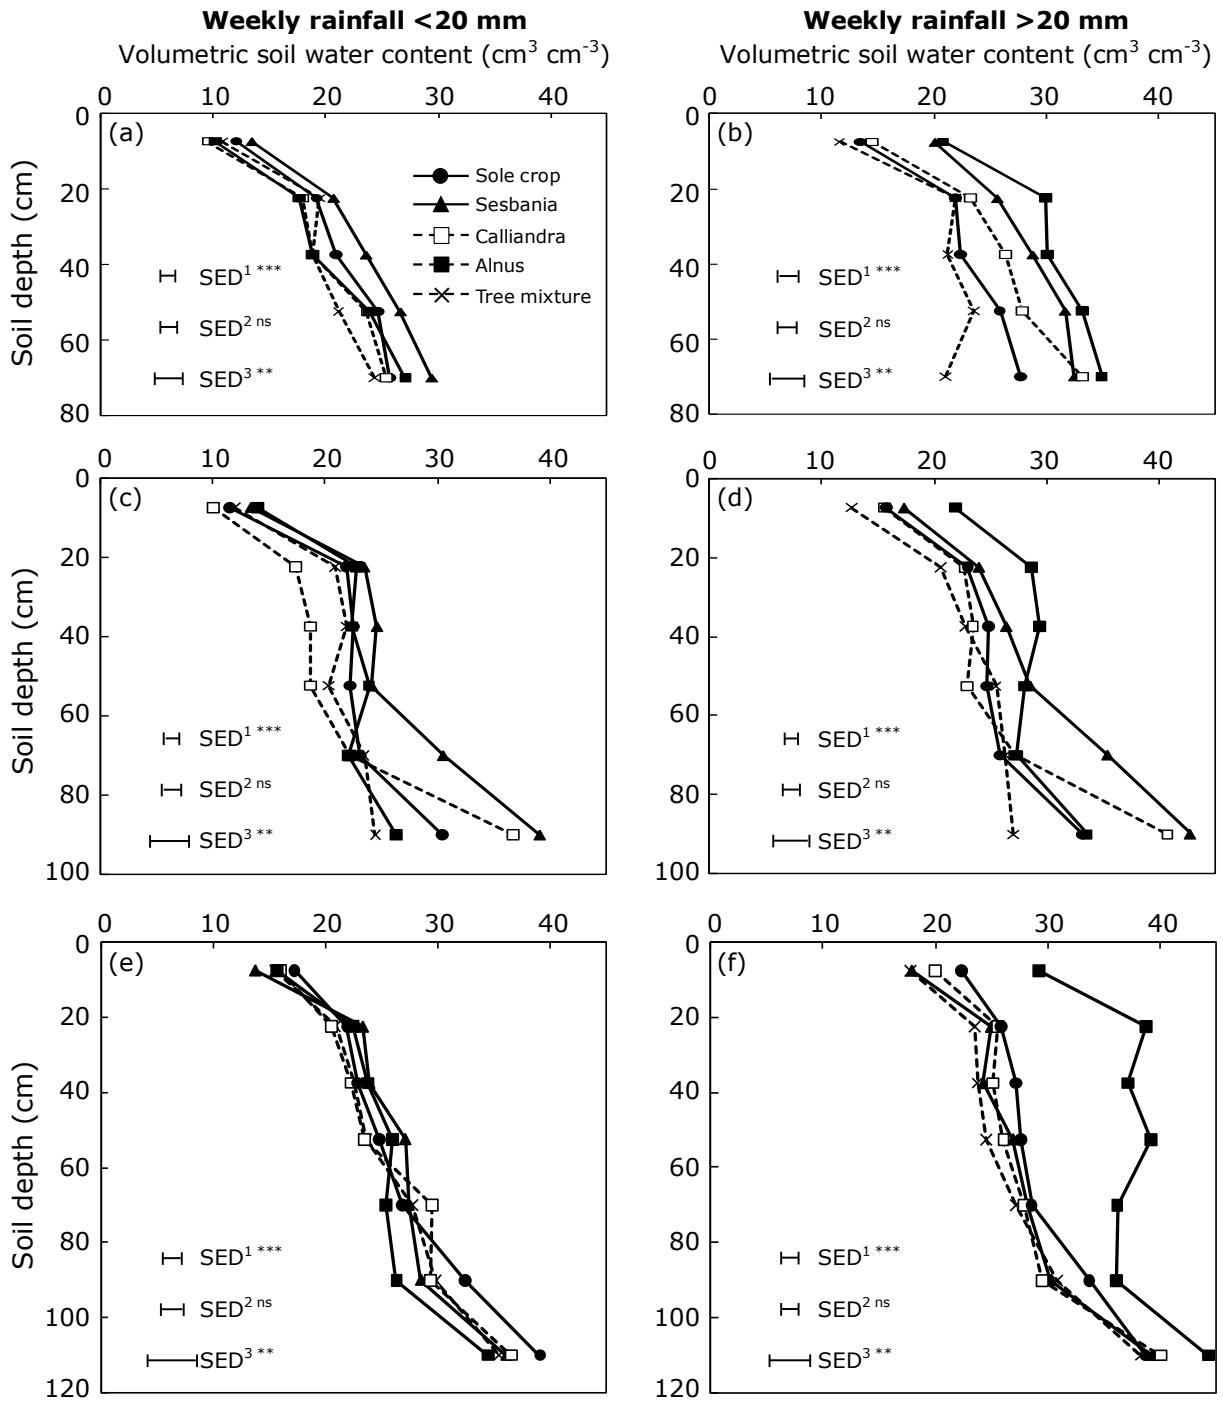 Weekly rainfall <20 mm
Volumetric soil water content (cm³ cm⁻³)
Weekly rainfall >20 mm
Volumetric soil water content (cm³ cm⁻³)
0 10 20 30 40
0 10 20 30 40
Soil depth (cm)
0
20
40
60
80
(a)
Sole crop
Sesbania
Calliandra
Alnus
Tree mixture
SED¹ ***
SED² ns
SED³ **
0
20
40
60
80
(b)
SED¹ ***
SED² ns
SED³ **
0 10 20 30 40
0 10 20 30 40
Soil depth (cm)
0
20
40
60
80
100
(c)
SED¹ ***
SED² ns
SED³ **
0
20
40
60
80
100
(d)
SED¹ ***
SED² ns
SED³ **
0 10 20 30 40
0 10 20 30 40
Soil depth (cm)
0
20
40
60
80
100
120
(e)
SED¹ ***
SED² ns
SED³ **
0
20
40
60
80
100
120
(f)
SED¹ ***
SED² ns
SED³ **